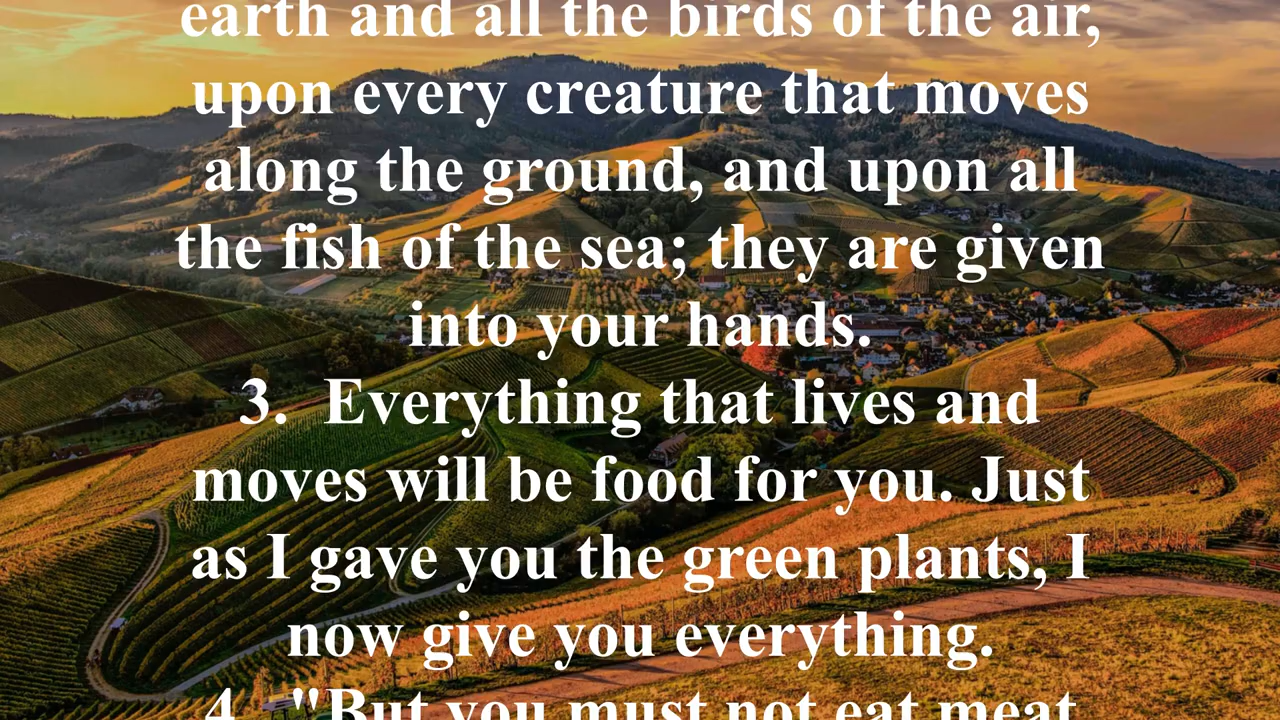 earth and all the birds of the air,
upon every creature that moves
along the ground, and upon all
the fish of the sea; they are given
into your hands.
3.  Everything that lives and
moves will be food for you. Just
as I gave you the green plants, I
now give you everything.
4.  "But you must not eat meat